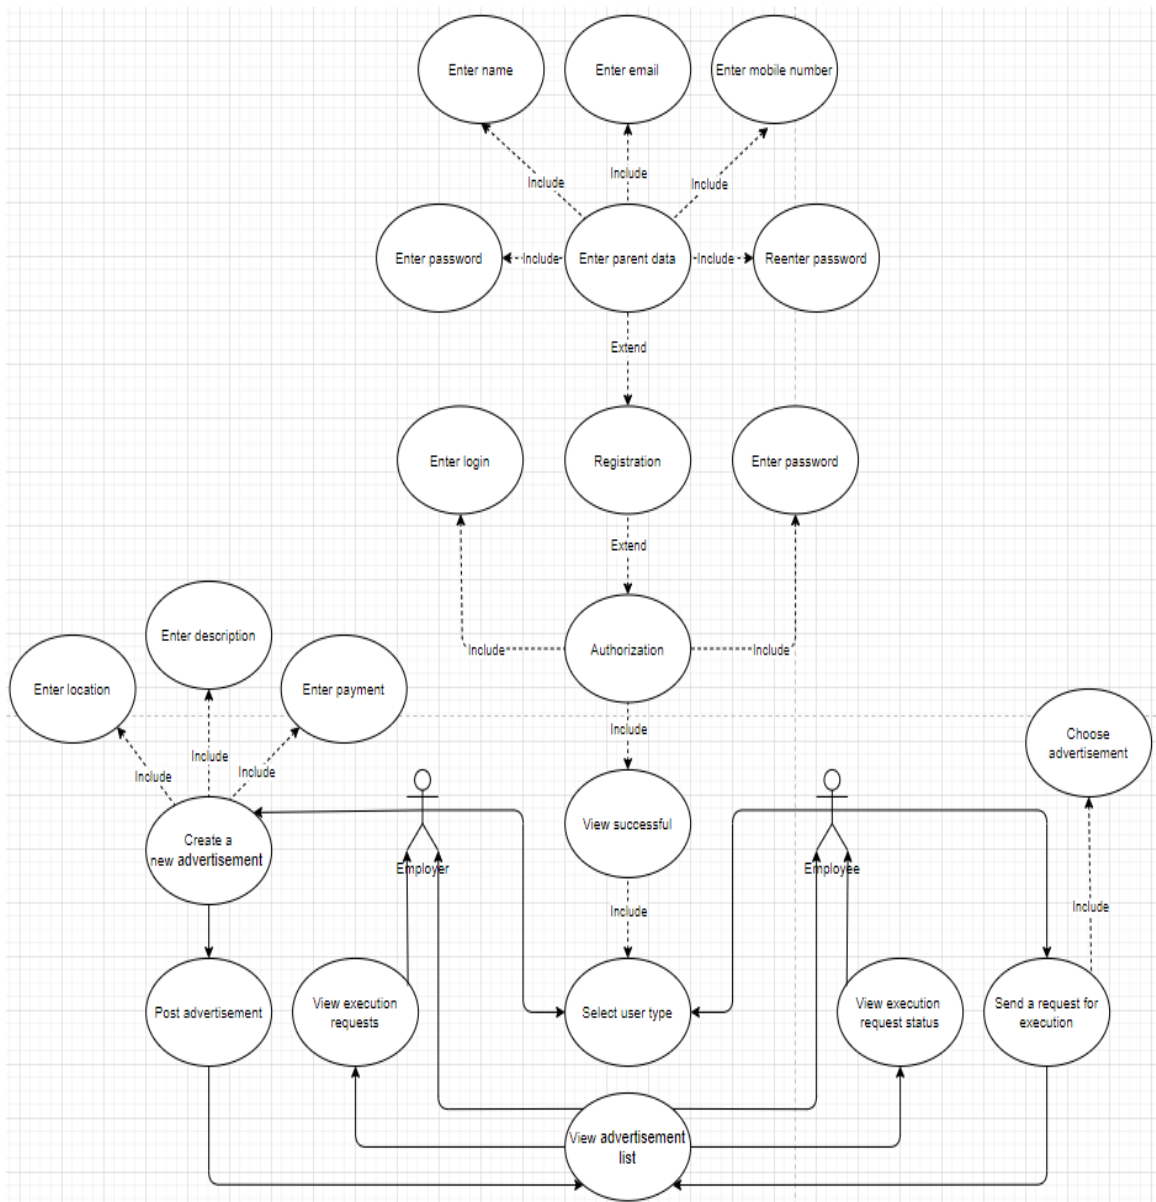 Enter name
Enter email
Enter mobile number
Include
Include
Include
Enter password
Include
Enter parent data
Include
Reenter password
Extend
Enter login
Registration
Enter password
Extend
Enter description
Include
Authorization
Include
Enter location
Enter payment
Include
Choose
advertisement
Include
Include
Include
Create a
new advertisement
View successful
Employer
Employee
Include
Include
Post advertisement
View execution
requests
Select user type
View execution
request status
Send a request for
execution
View advertisement
list